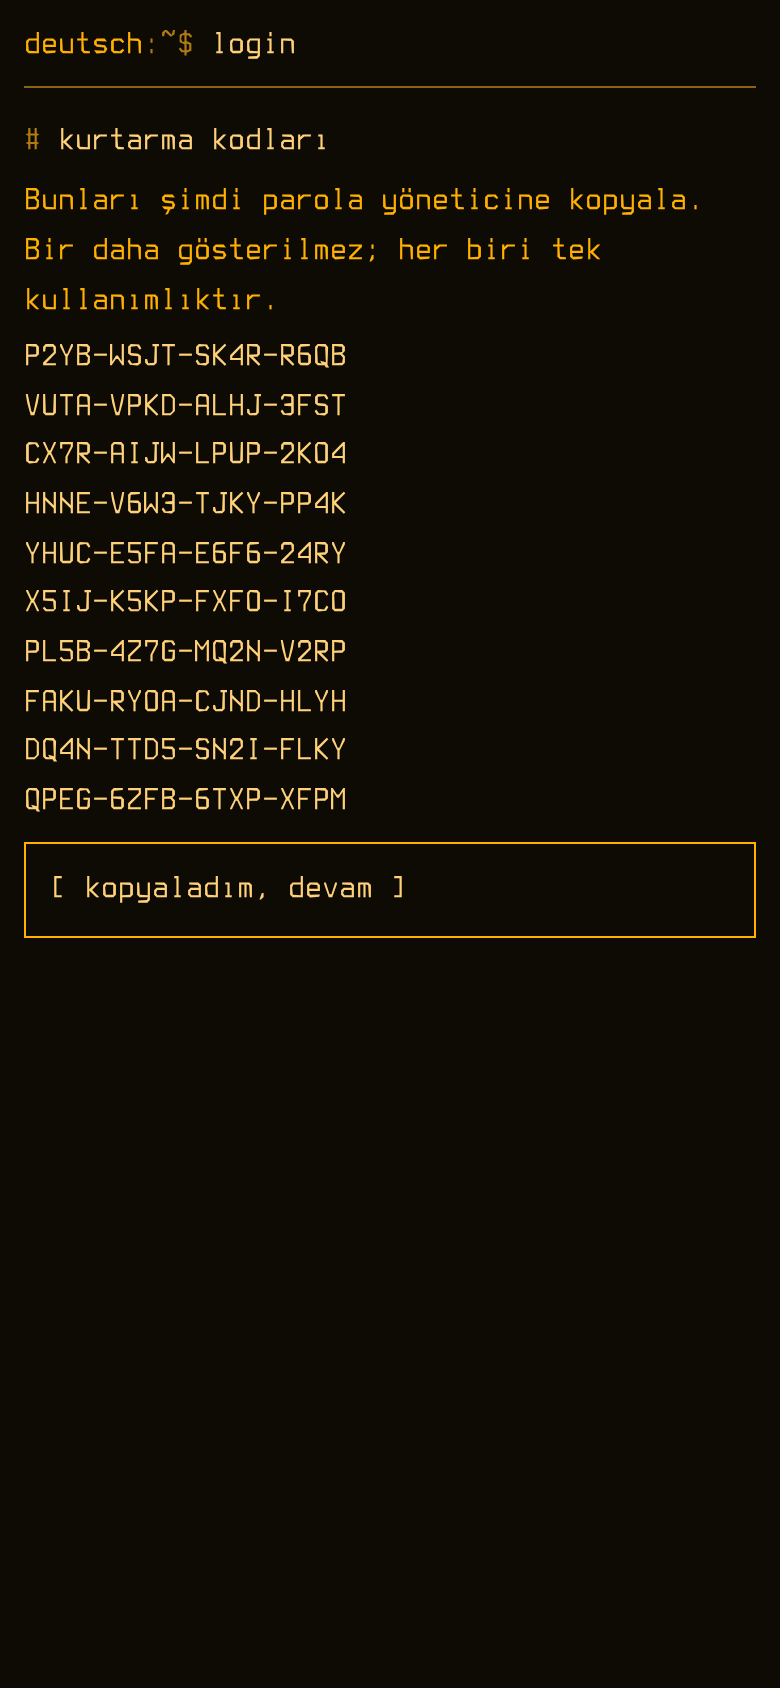 deutsch:~$ login
# kurtarma kodları
Bunları şimdi parola yöneticine kopyala.
Bir daha gösterilmez; her biri tek
kullanımlıktır.
P2YB-WSJT-SK4R-R6QB
VUTA-VPKD-ALHJ-3FST
CX7R-AIJW-LPUP-2KO4
HNNE-V6W3-TJKY-PP4K
YHUC-E5FA-E6F6-24RY
X5IJ-K5KP-FXFO-I7CO
PL5B-4Z7G-MQ2N-V2RP
FAKU-RYOA-CJND-HLYH
DQ4N-TTD5-SN2I-FLKY
QPEG-6ZFB-6TXP-XFPM
[ kopyaladım, devam ]